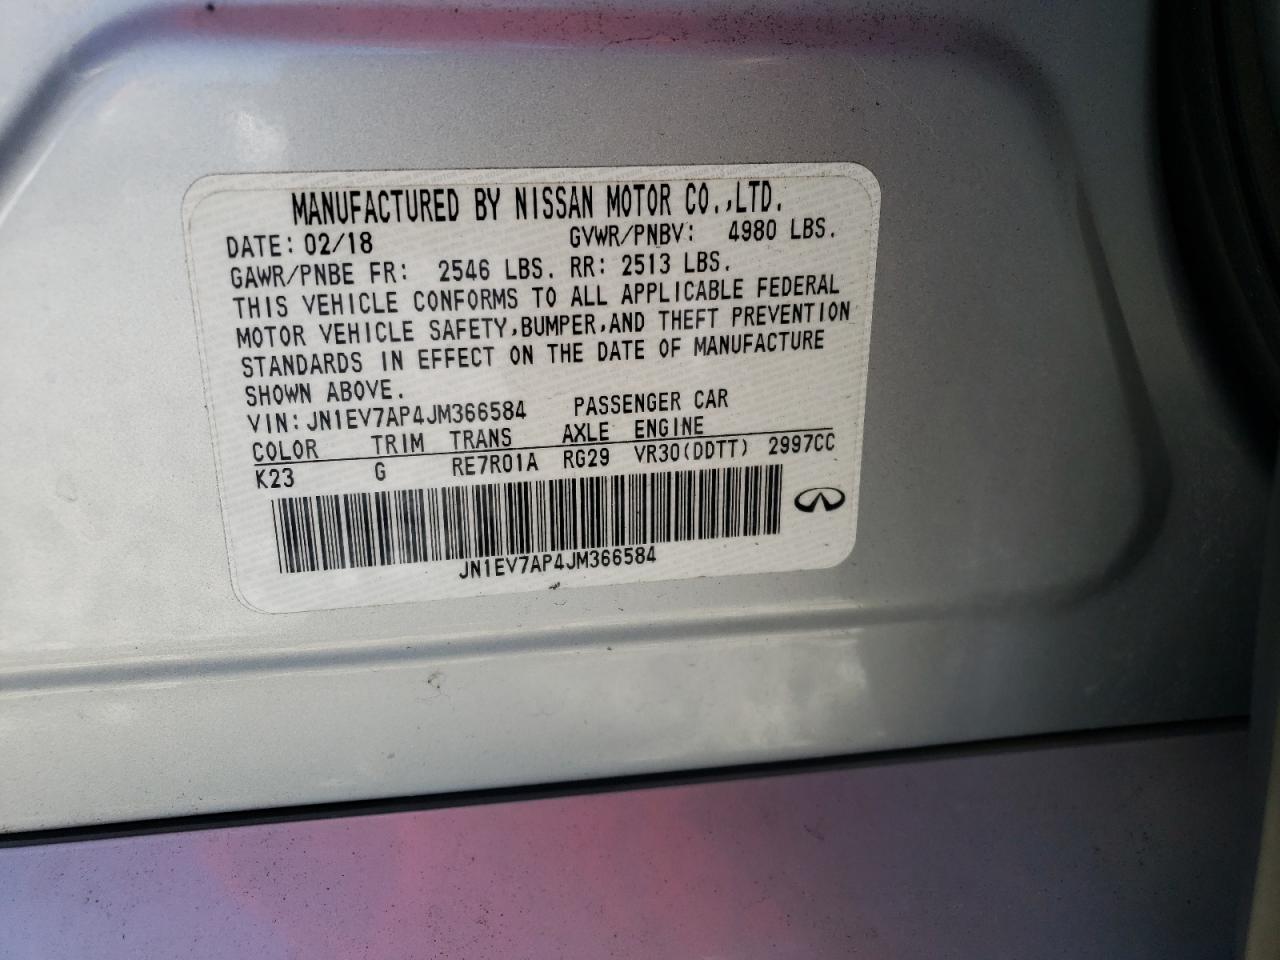 MANUFACTURED BY NISSAN MOTOR CO.,LTD.
DATE: 02/18 GVWR/PNBV: 4980 LBS.
GAWR/PNBE FR: 2546 LBS. RR: 2513 LBS.
THIS VEHICLE CONFORMS TO ALL APPLICABLE FEDERAL
MOTOR VEHICLE SAFETY,BUMPER,AND THEFT PREVENTION
STANDARDS IN EFFECT ON THE DATE OF MANUFACTURE
SHOWN ABOVE.
VIN: JN1EV7AP4JM366584 PASSENGER CAR
COLOR TRIM TRANS AXLE ENGINE
K23 G RE7R01A RG29 VR30(DDTT) 2997CC
JN1EV7AP4JM366584